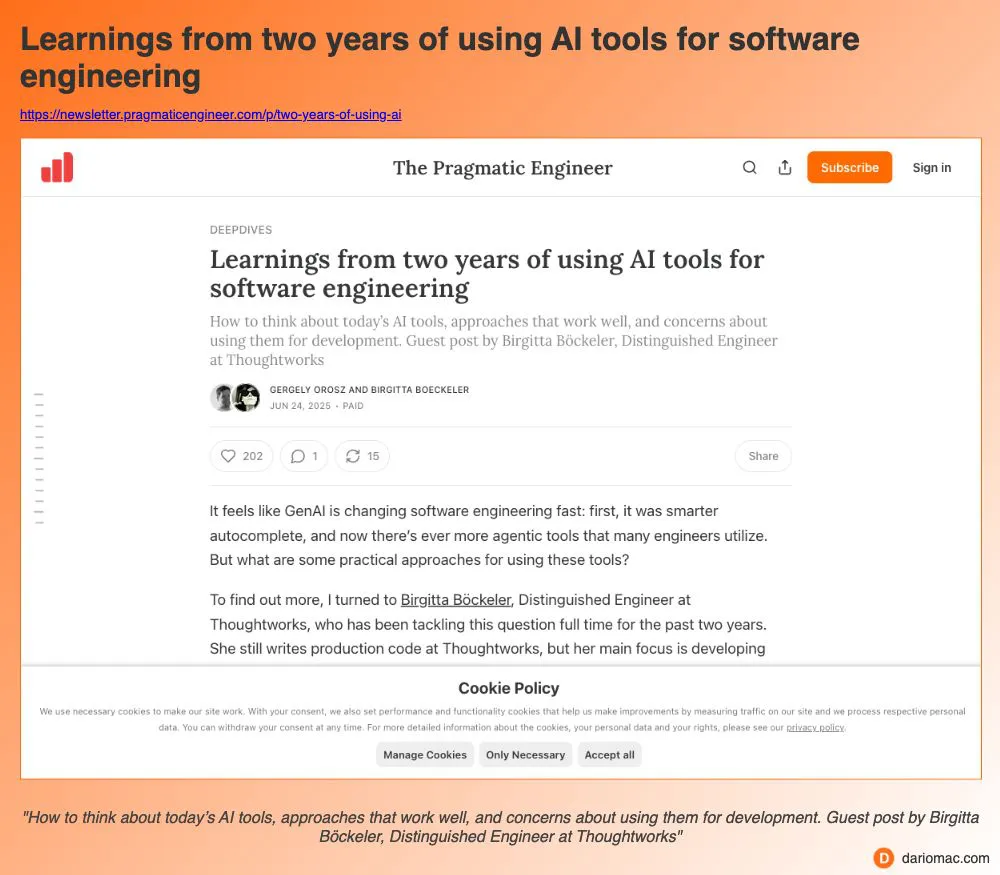 Learnings from two years of using AI tools for software
engineering
https://newsletter.pragmaticengineer.com/p/two-years-of-using-ai
The Pragmatic Engineer
Subscribe
Sign in
DEEPDIVES
Learnings from two years of using AI tools for
software engineering
How to think about today’s AI tools, approaches that work well, and concerns about
using them for development. Guest post by Birgitta Böckeler, Distinguished Engineer
at Thoughtworks
GERGELY OROSZ AND BIRGITTA BOECKELER
JUN 24, 2025 • PAID
202
1
15
Share
It feels like GenAI is changing software engineering fast: first, it was smarter
autocomplete, and now there’s ever more agentic tools that many engineers utilize.
But what are some practical approaches for using these tools?
To find out more, I turned to Birgitta Böckeler, Distinguished Engineer at
Thoughtworks, who has been tackling this question full time for the past two years.
She still writes production code at Thoughtworks, but her main focus is developing
Cookie Policy
We use necessary cookies to make our site work. With your consent, we also set performance and functionality cookies that help us make improvements by measuring traffic on our site and we process respective personal
data. You can withdraw your consent at any time. For more detailed information about the cookies, your personal data and your rights, please see our privacy policy.
Manage Cookies
Only Necessary
Accept all
"How to think about today’s AI tools, approaches that work well, and concerns about using them for development. Guest post by Birgitta
Böckeler, Distinguished Engineer at Thoughtworks"
D dariomac.com